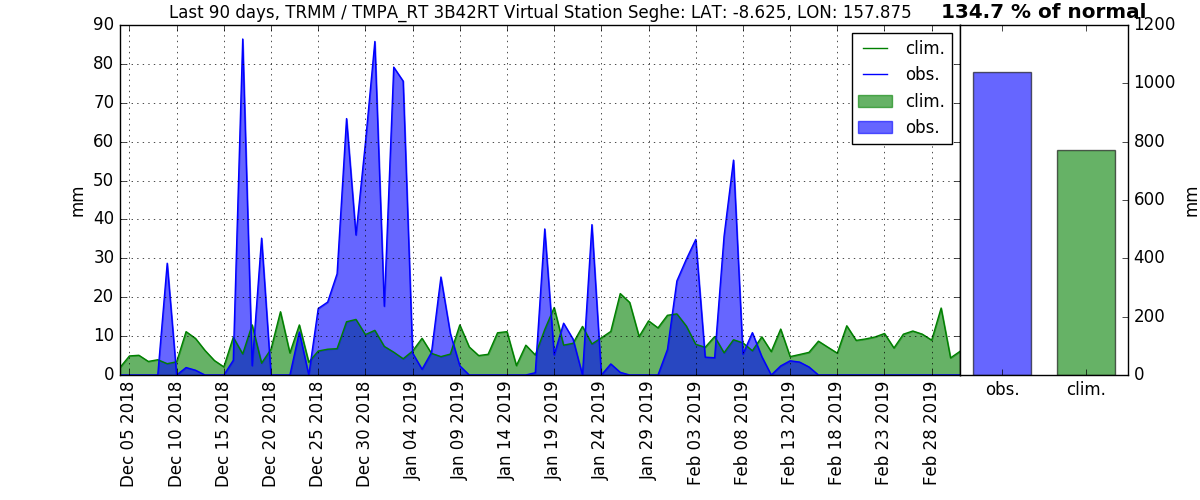 Last 90 days, TRMM / TMPA_RT 3B42RT Virtual Station Seghe: LAT: -8.625, LON: 157.875
134.7 % of normal
90
80
70
60
50
40
30
20
10
0
mm
clim.
obs.
clim.
obs.
1200
1000
800
600
400
200
0
mm
obs.
clim.
Dec 05 2018
Dec 10 2018
Dec 15 2018
Dec 20 2018
Dec 25 2018
Dec 30 2018
Jan 04 2019
Jan 09 2019
Jan 14 2019
Jan 19 2019
Jan 24 2019
Jan 29 2019
Feb 03 2019
Feb 08 2019
Feb 13 2019
Feb 18 2019
Feb 23 2019
Feb 28 2019